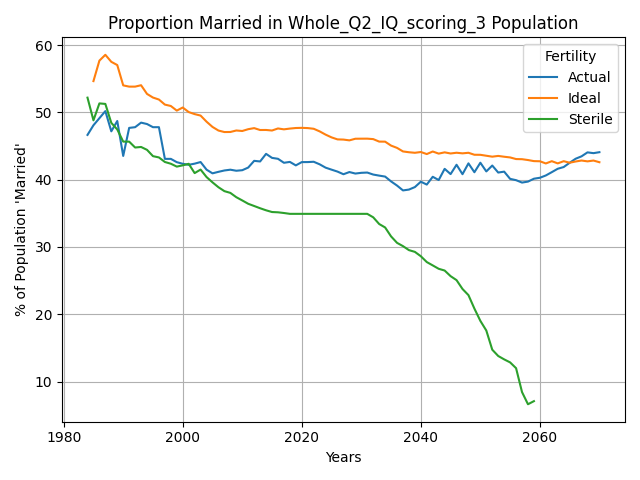 Proportion Married in Whole_Q2_IQ_scoring_3 Population
% of Population 'Married'
60
50
40
30
20
10
Fertility
Actual
Ideal
Sterile
1980 2000 2020 2040 2060
Years